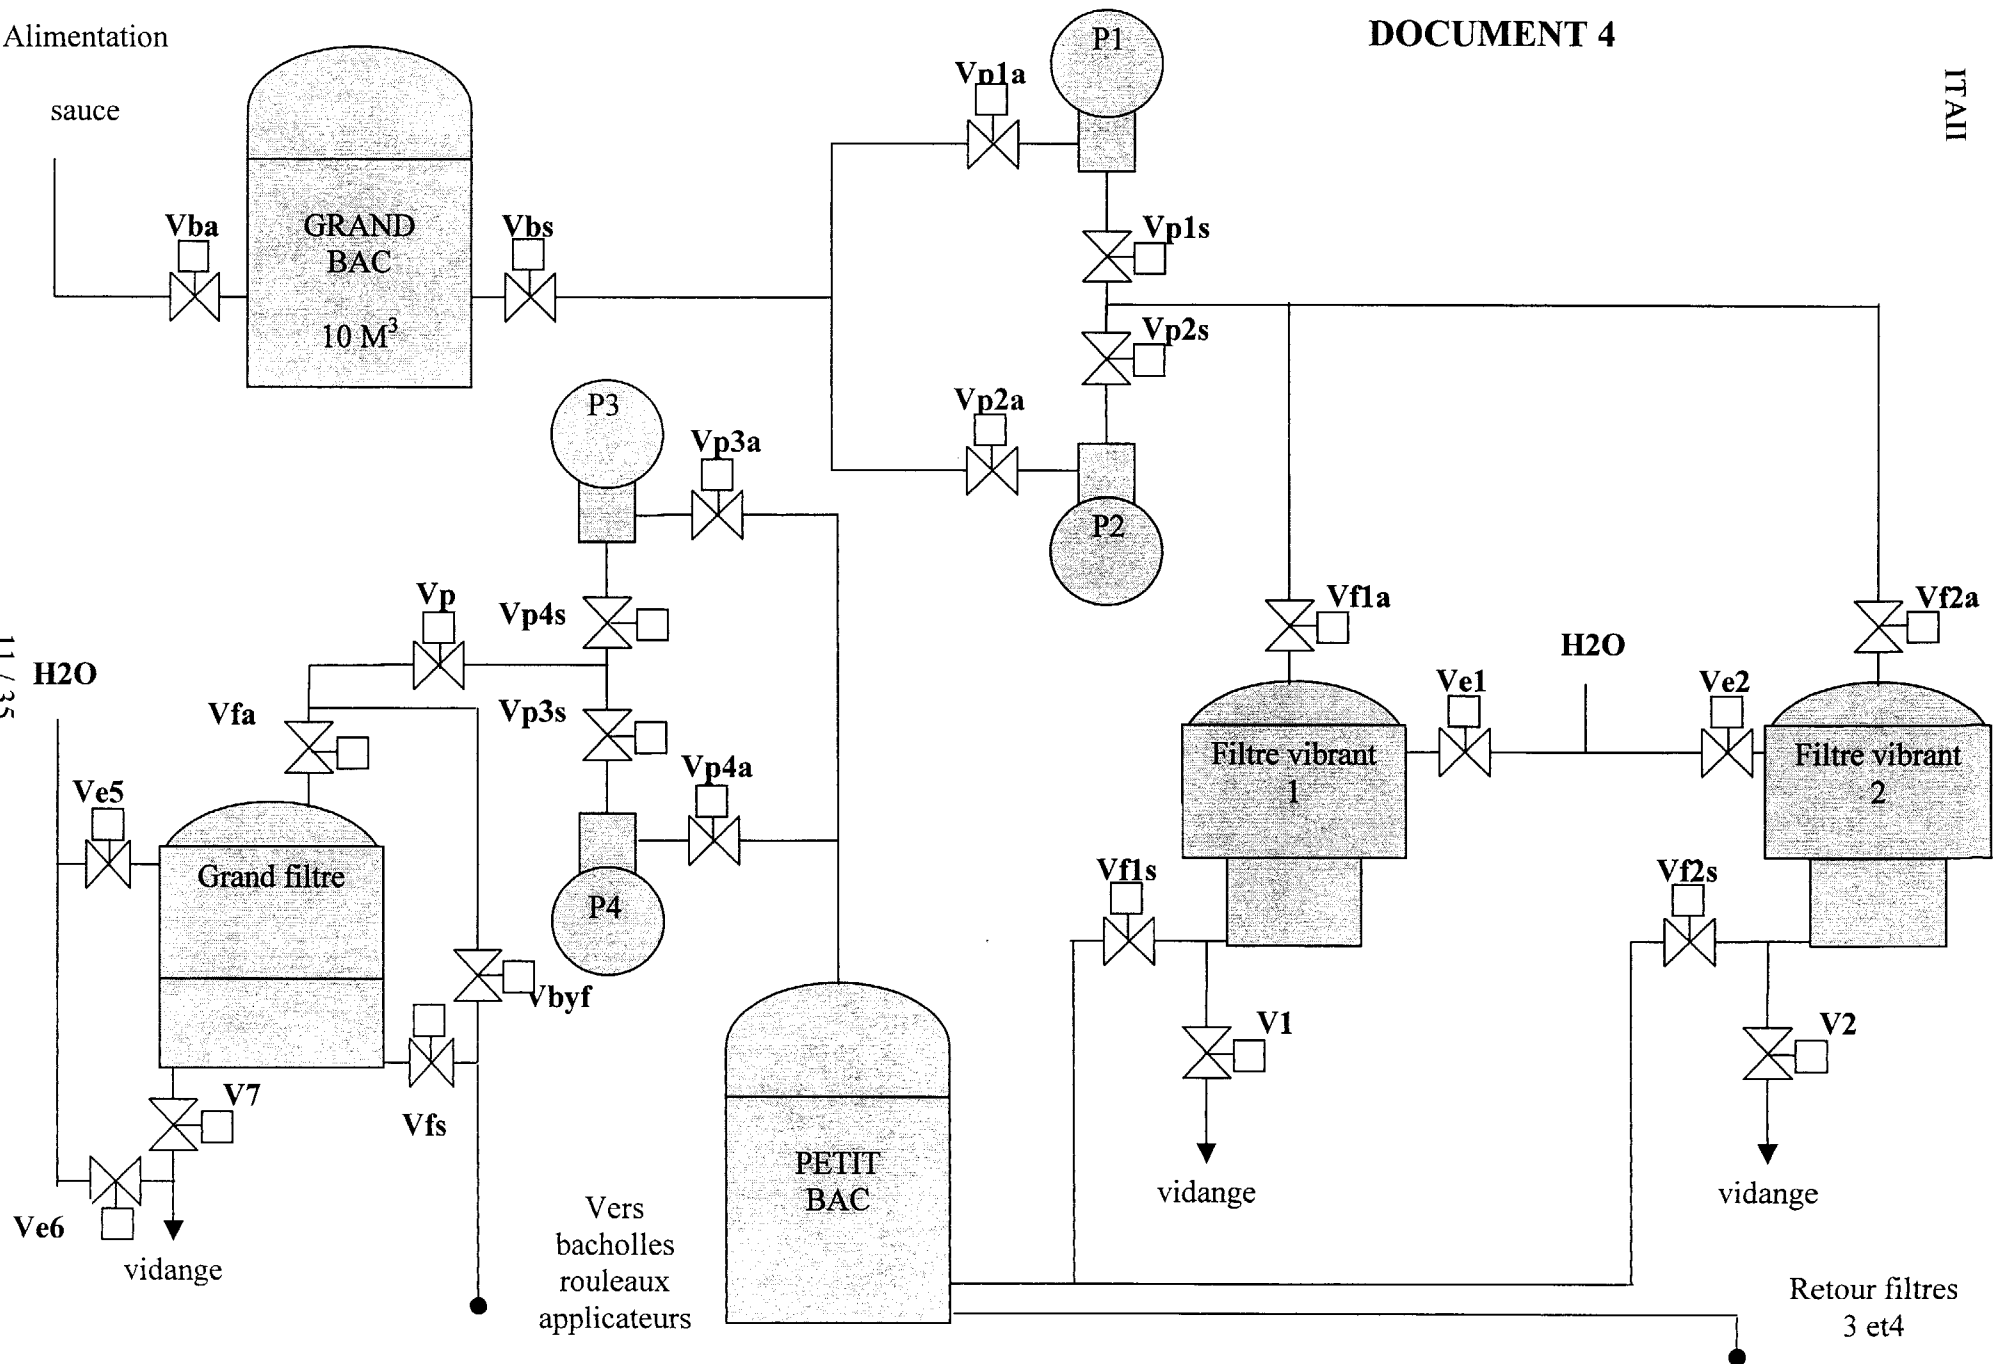 DOCUMENT 4
Alimentation
sauce
ITAII
P1
Vp1a
Vba
GRAND
BAC
10 M³
Vbs
Vp1s
Vp2s
P3
Vp3a
Vp2a
P2
Vp
Vp4s
Vf1a
Vf2a
H2O
11 / 35
H2O
Vfa
Vp3s
Ve1
Ve2
Filtre vibrant
1
Filtre vibrant
2
Ve5
Vp4a
Grand filtre
P4
Vf1s
Vf2s
Vbyf
V1
V2
V7
Vfs
PETIT
BAC
vidange
vidange
Ve6
vidange
Vers
bacholles
rouleaux
applicateurs
Retour filtres
3 et4